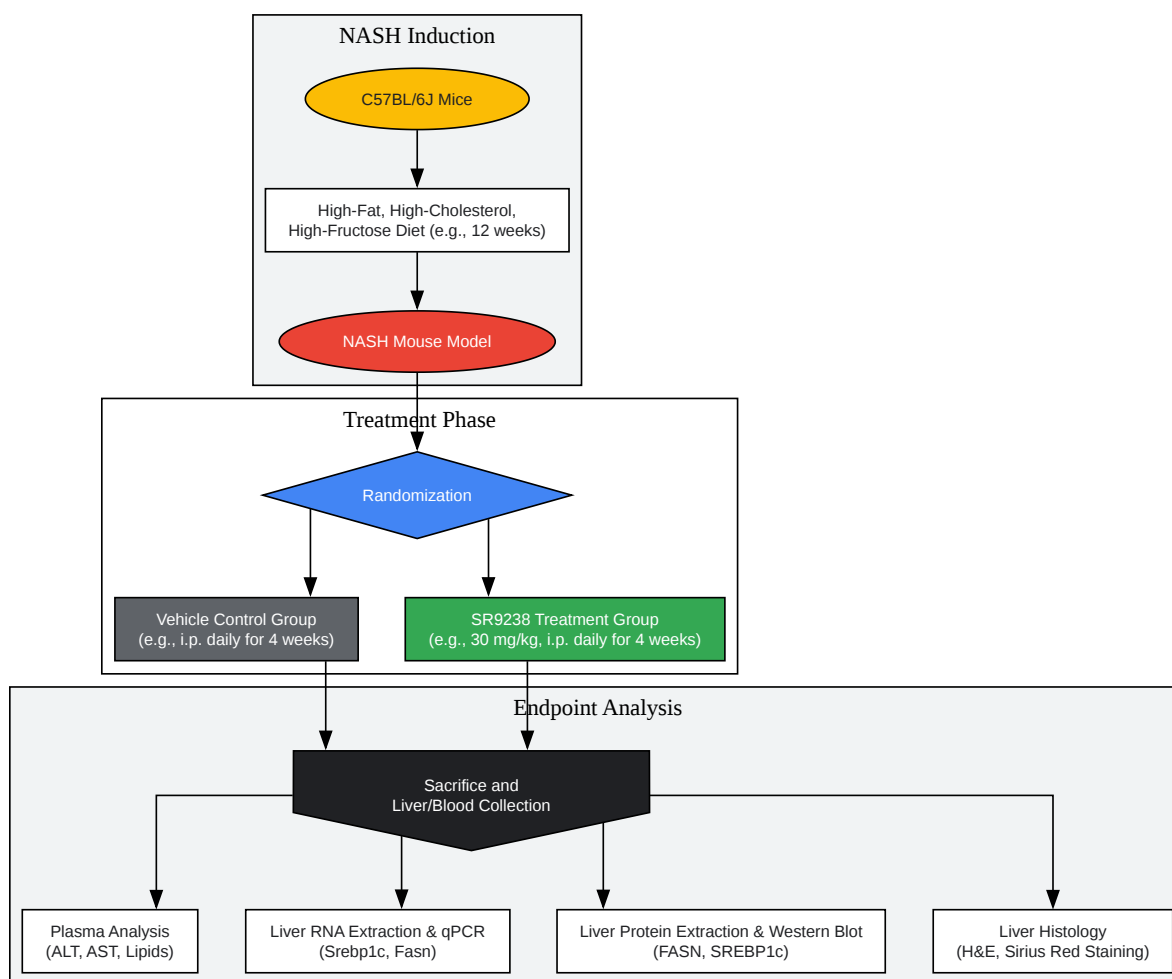 NASH Induction
C57BL/6J Mice
High-Fat, High-Cholesterol,
High-Fructose Diet (e.g., 12 weeks)
NASH Mouse Model
Treatment Phase
Randomization
Vehicle Control Group
(e.g., i.p. daily for 4 weeks)
SR9238 Treatment Group
(e.g., 30 mg/kg, i.p. daily for 4 weeks)
Endpoint Analysis
Sacrifice and
Liver/Blood Collection
Plasma Analysis
(ALT, AST, Lipids)
Liver RNA Extraction & qPCR
(Srebp1c, Fasn)
Liver Protein Extraction & Western Blot
(FASN, SREBP1c)
Liver Histology
(H&E, Sirius Red Staining)